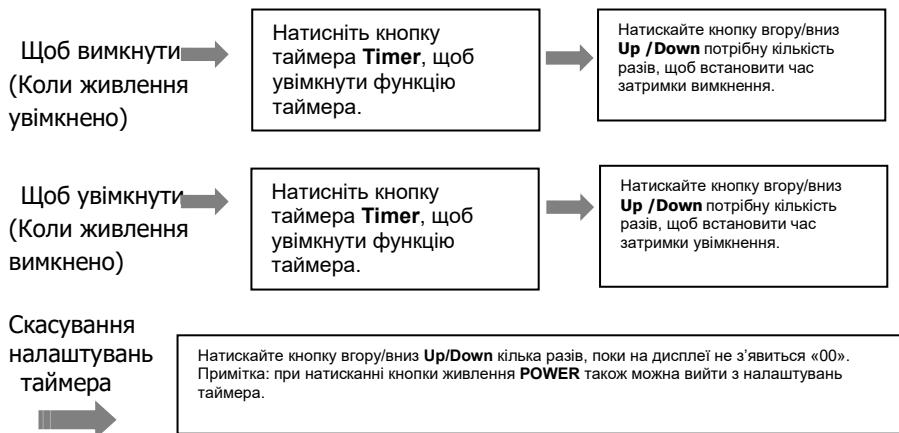 Щоб вимкнути
(Коли живлення
увімкнено)
Натисніть кнопку
таймера Timer, щоб
увімкнути функцію
таймера.
Натискайте кнопку вгору/вниз
Up /Down потрібну кількість
разів, щоб встановити час
затримки вимкнення.
Щоб увімкнути
(Коли живлення
вимкнено)
Натисніть кнопку
таймера Timer, щоб
увімкнути функцію
таймера.
Натискайте кнопку вгору/вниз
Up /Down потрібну кількість
разів, щоб встановити час
затримки увімкнення.
Скасування
налаштувань
таймера
Натискайте кнопку вгору/вниз Up/Down кілька разів, поки на дисплеї не з’явиться «00».
Примітка: при натисканні кнопки живлення POWER також можна вийти з налаштувань
таймера.